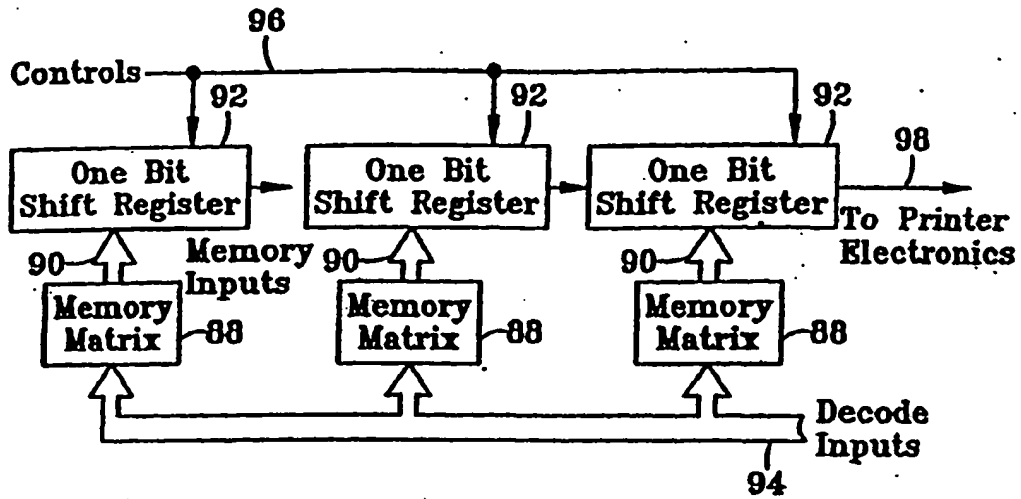 96
Controls
92
92
92
98
One Bit
Shift Register
One Bit
Shift Register
One Bit
Shift Register
To Printer
Electronics
90
Memory
Inputs
90
90
Memory
Matrix
88
Memory
Matrix
88
Memory
Matrix
88
Decode
Inputs
94